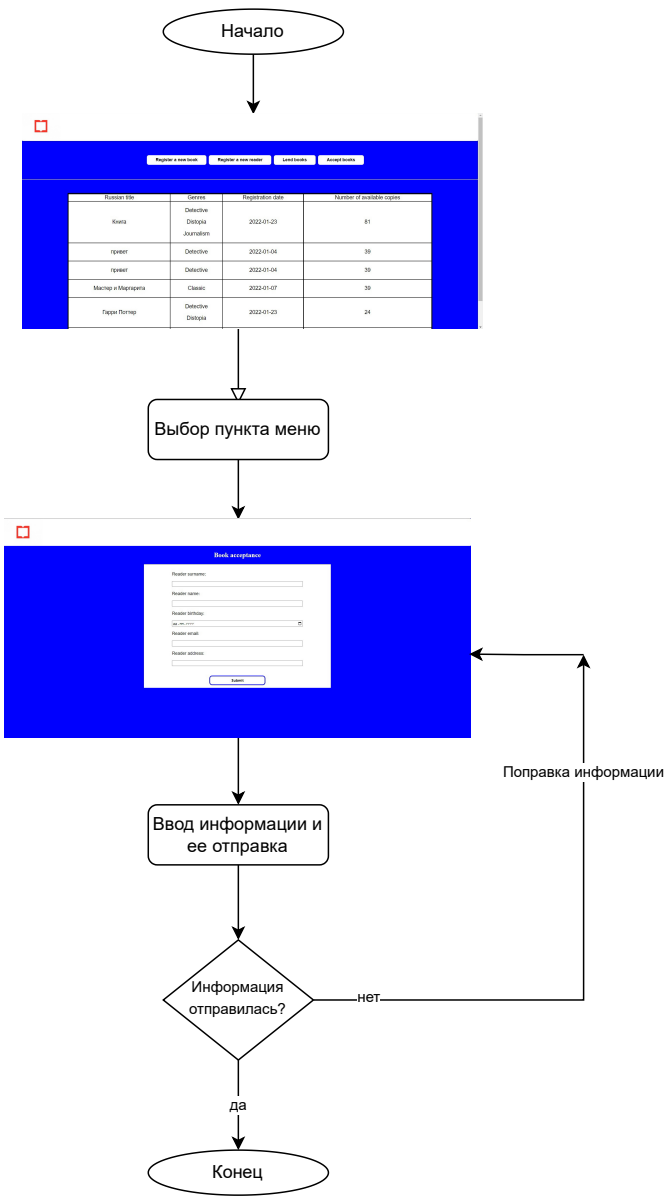 Начало
Register a new book Register a new reader Lend books Accept books
Russian title Genres Registration date Number of available copies
Книга Detective Distopia Journalism 2022-01-23 81
привет Detective 2022-01-04 39
привет Detective 2022-01-04 39
Мастер и Маргарита Classic 2022-01-07 39
Гарри Поттер Detective Distopia 2022-01-23 24
Выбор пункта меню
Book acceptance
Reader surname:
Reader name:
Reader birthday:
Reader email:
Reader address:
Submit
Поправка информации
Ввод информации и
ее отправка
Информация
отправилась?
нет
да
Конец